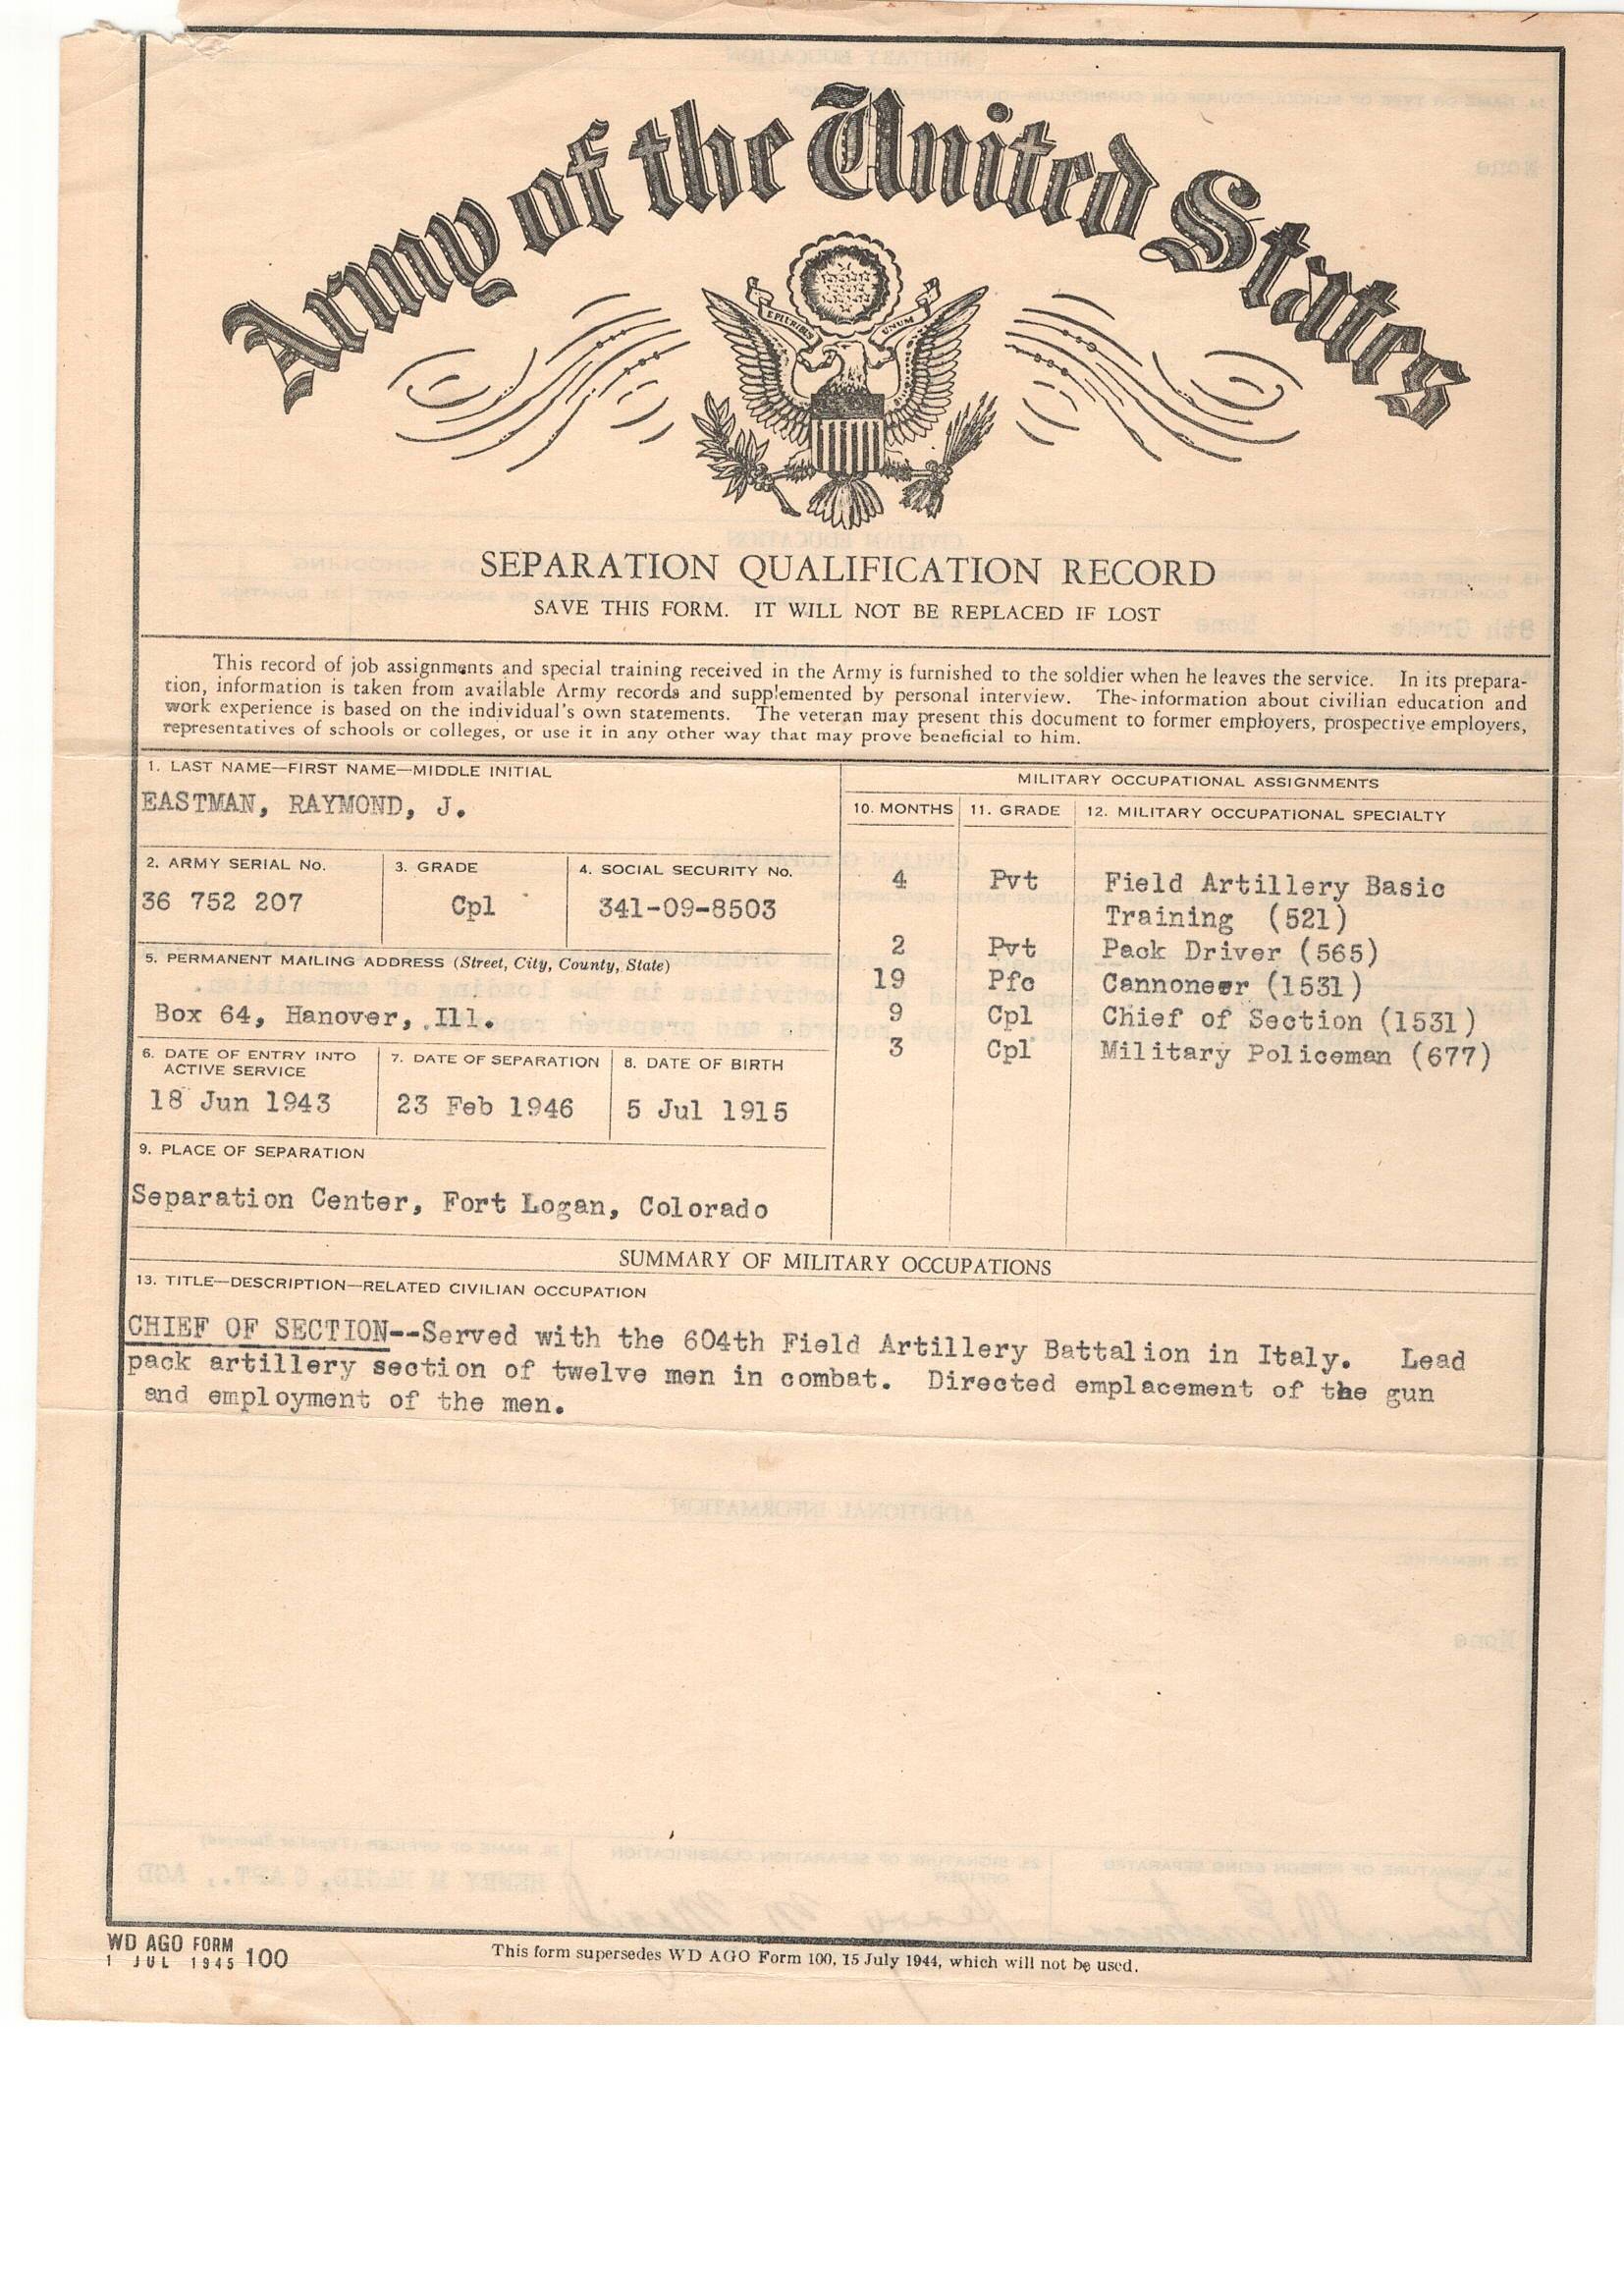 Army of the United States
E PLURIBUS UNUM
SEPARATION QUALIFICATION RECORD
SAVE THIS FORM. IT WILL NOT BE REPLACED IF LOST
This record of job assignments and special training received in the Army is furnished to the soldier when he leaves the service. In its prepara-
tion, information is taken from available Army records and supplemented by personal interview. The information about civilian education and
work experience is based on the individual's own statements. The veteran may present this document to former employers, prospective employers,
representatives of schools or colleges, or use it in any other way that may prove beneficial to him.
1. LAST NAME—FIRST NAME—MIDDLE INITIAL
EASTMAN, RAYMOND, J.
2. ARMY SERIAL No. 3. GRADE 4. SOCIAL SECURITY No.
36 752 207 Cpl 341-09-8503
5. PERMANENT MAILING ADDRESS (Street, City, County, State)
Box 64, Hanover, Ill.
6. DATE OF ENTRY INTO ACTIVE SERVICE 7. DATE OF SEPARATION 8. DATE OF BIRTH
18 Jun 1943 23 Feb 1946 5 Jul 1915
9. PLACE OF SEPARATION
Separation Center, Fort Logan, Colorado
MILITARY OCCUPATIONAL ASSIGNMENTS
10. MONTHS 11. GRADE 12. MILITARY OCCUPATIONAL SPECIALTY
4 Pvt Field Artillery Basic
Training (521)
2 Pvt Pack Driver (565)
19 Pfc Cannoneer (1531)
9 Cpl Chief of Section (1531)
3 Cpl Military Policeman (677)
SUMMARY OF MILITARY OCCUPATIONS
13. TITLE—DESCRIPTION—RELATED CIVILIAN OCCUPATION
CHIEF OF SECTION--Served with the 604th Field Artillery Battalion in Italy. Lead
pack artillery section of twelve men in combat. Directed emplacement of the gun
and employment of the men.
WD AGO FORM
1 JUL 1945 100
This form supersedes WD AGO Form 100, 15 July 1944, which will not be used.